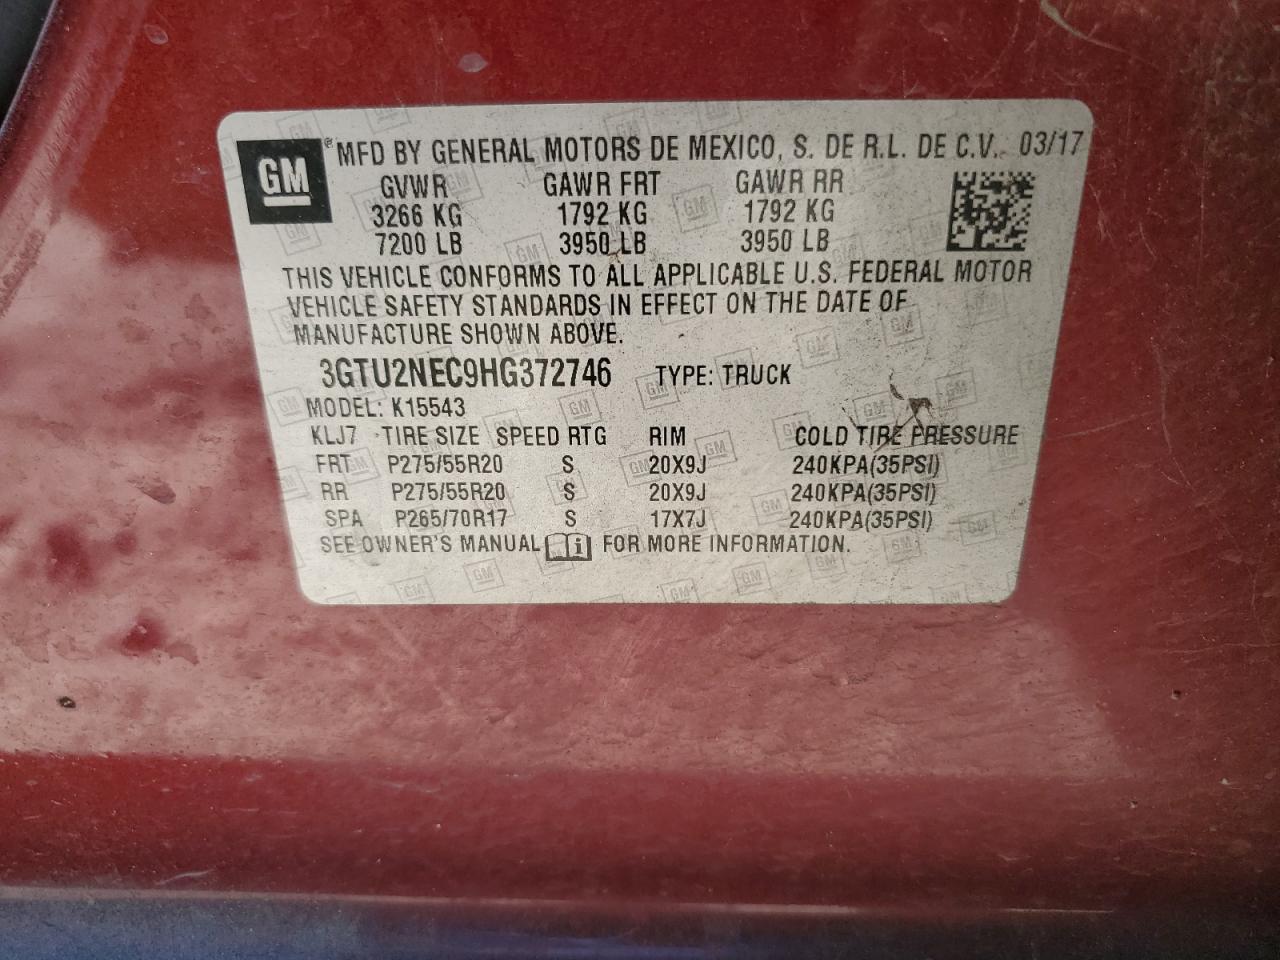 GM ® MFD BY GENERAL MOTORS DE MEXICO, S. DE R.L. DE C.V. 03/17
GVWR GAWR FRT GAWR RR
3266 KG 1792 KG 1792 KG
7200 LB 3950 LB 3950 LB
THIS VEHICLE CONFORMS TO ALL APPLICABLE U.S. FEDERAL MOTOR
VEHICLE SAFETY STANDARDS IN EFFECT ON THE DATE OF
MANUFACTURE SHOWN ABOVE.
3GTU2NEC9HG372746 TYPE: TRUCK
MODEL: K15543
KLJ7 TIRE SIZE SPEED RTG RIM COLD TIRE PRESSURE
FRT P275/55R20 S 20X9J 240KPA(35PSI)
RR P275/55R20 S 20X9J 240KPA(35PSI)
SPA P265/70R17 S 17X7J 240KPA(35PSI)
SEE OWNER'S MANUAL i FOR MORE INFORMATION.